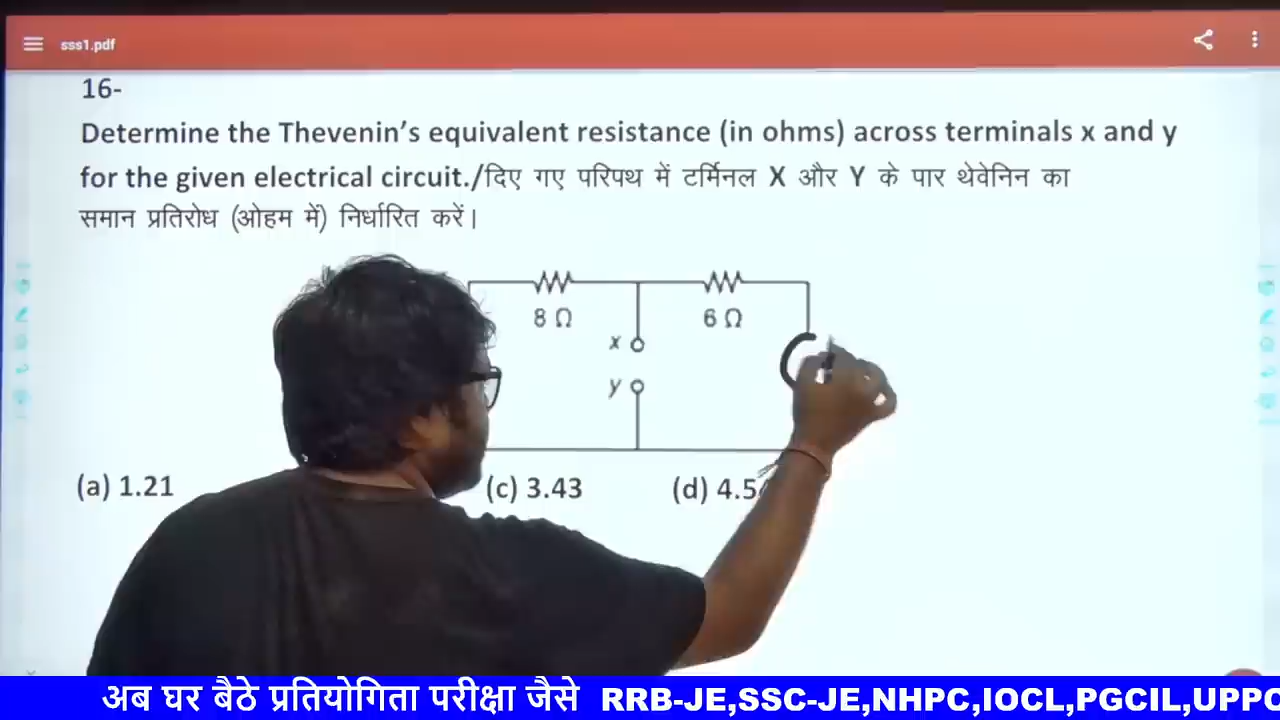 sss1.pdf
16-
Determine the Thevenin’s equivalent resistance (in ohms) across terminals x and y
for the given electrical circuit./दिए गए परिपथ में टर्मिनल X और Y के पार थेवेनिन का
समान प्रतिरोध (ओहम में) निर्धारित करें।
8 Ω
6 Ω
x
y
(a) 1.21
(c) 3.43
(d) 4.5
अब घर बैठे प्रतियोगिता परीक्षा जैसे RRB-JE,SSC-JE,NHPC,IOCL,PGCIL,UPPC